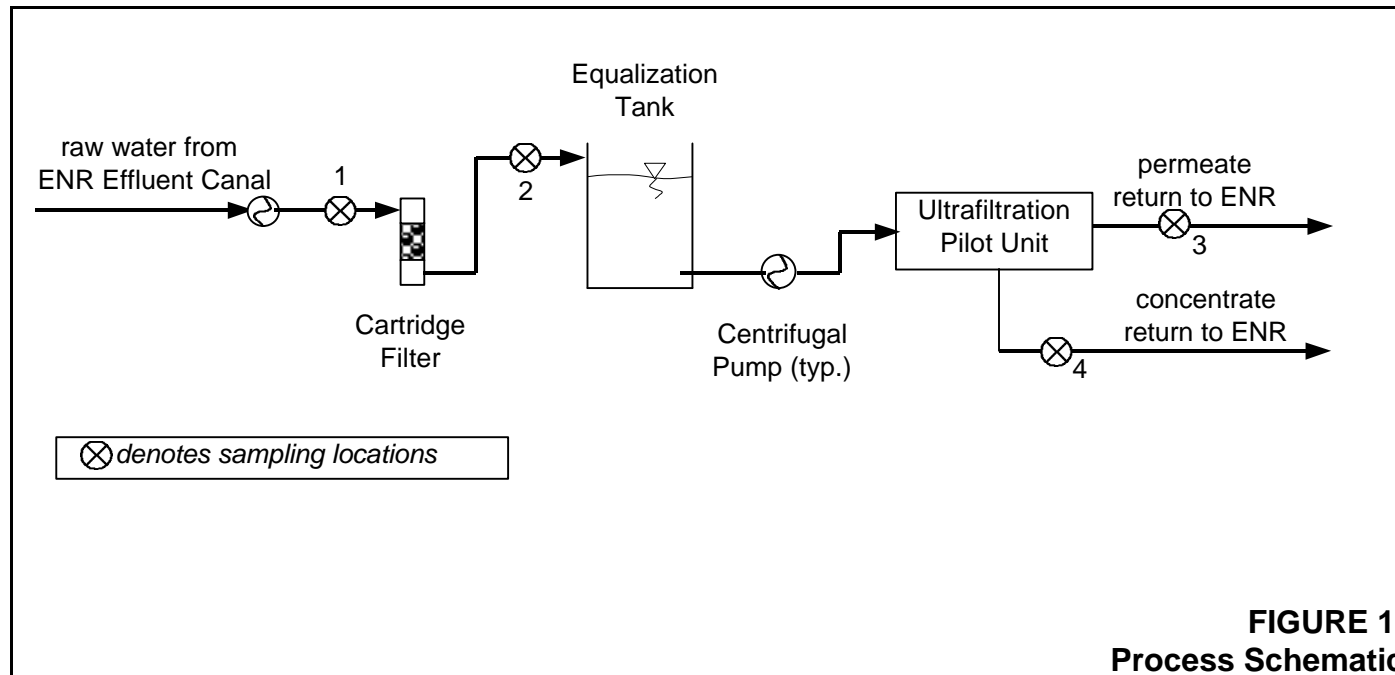 Equalization
Tank
raw water from
ENR Effluent Canal
1
2
Cartridge
Filter
Centrifugal
Pump (typ.)
Ultrafiltration
Pilot Unit
permeate
return to ENR
3
concentrate
return to ENR
4
denotes sampling locations
FIGURE 1
Process Schematic